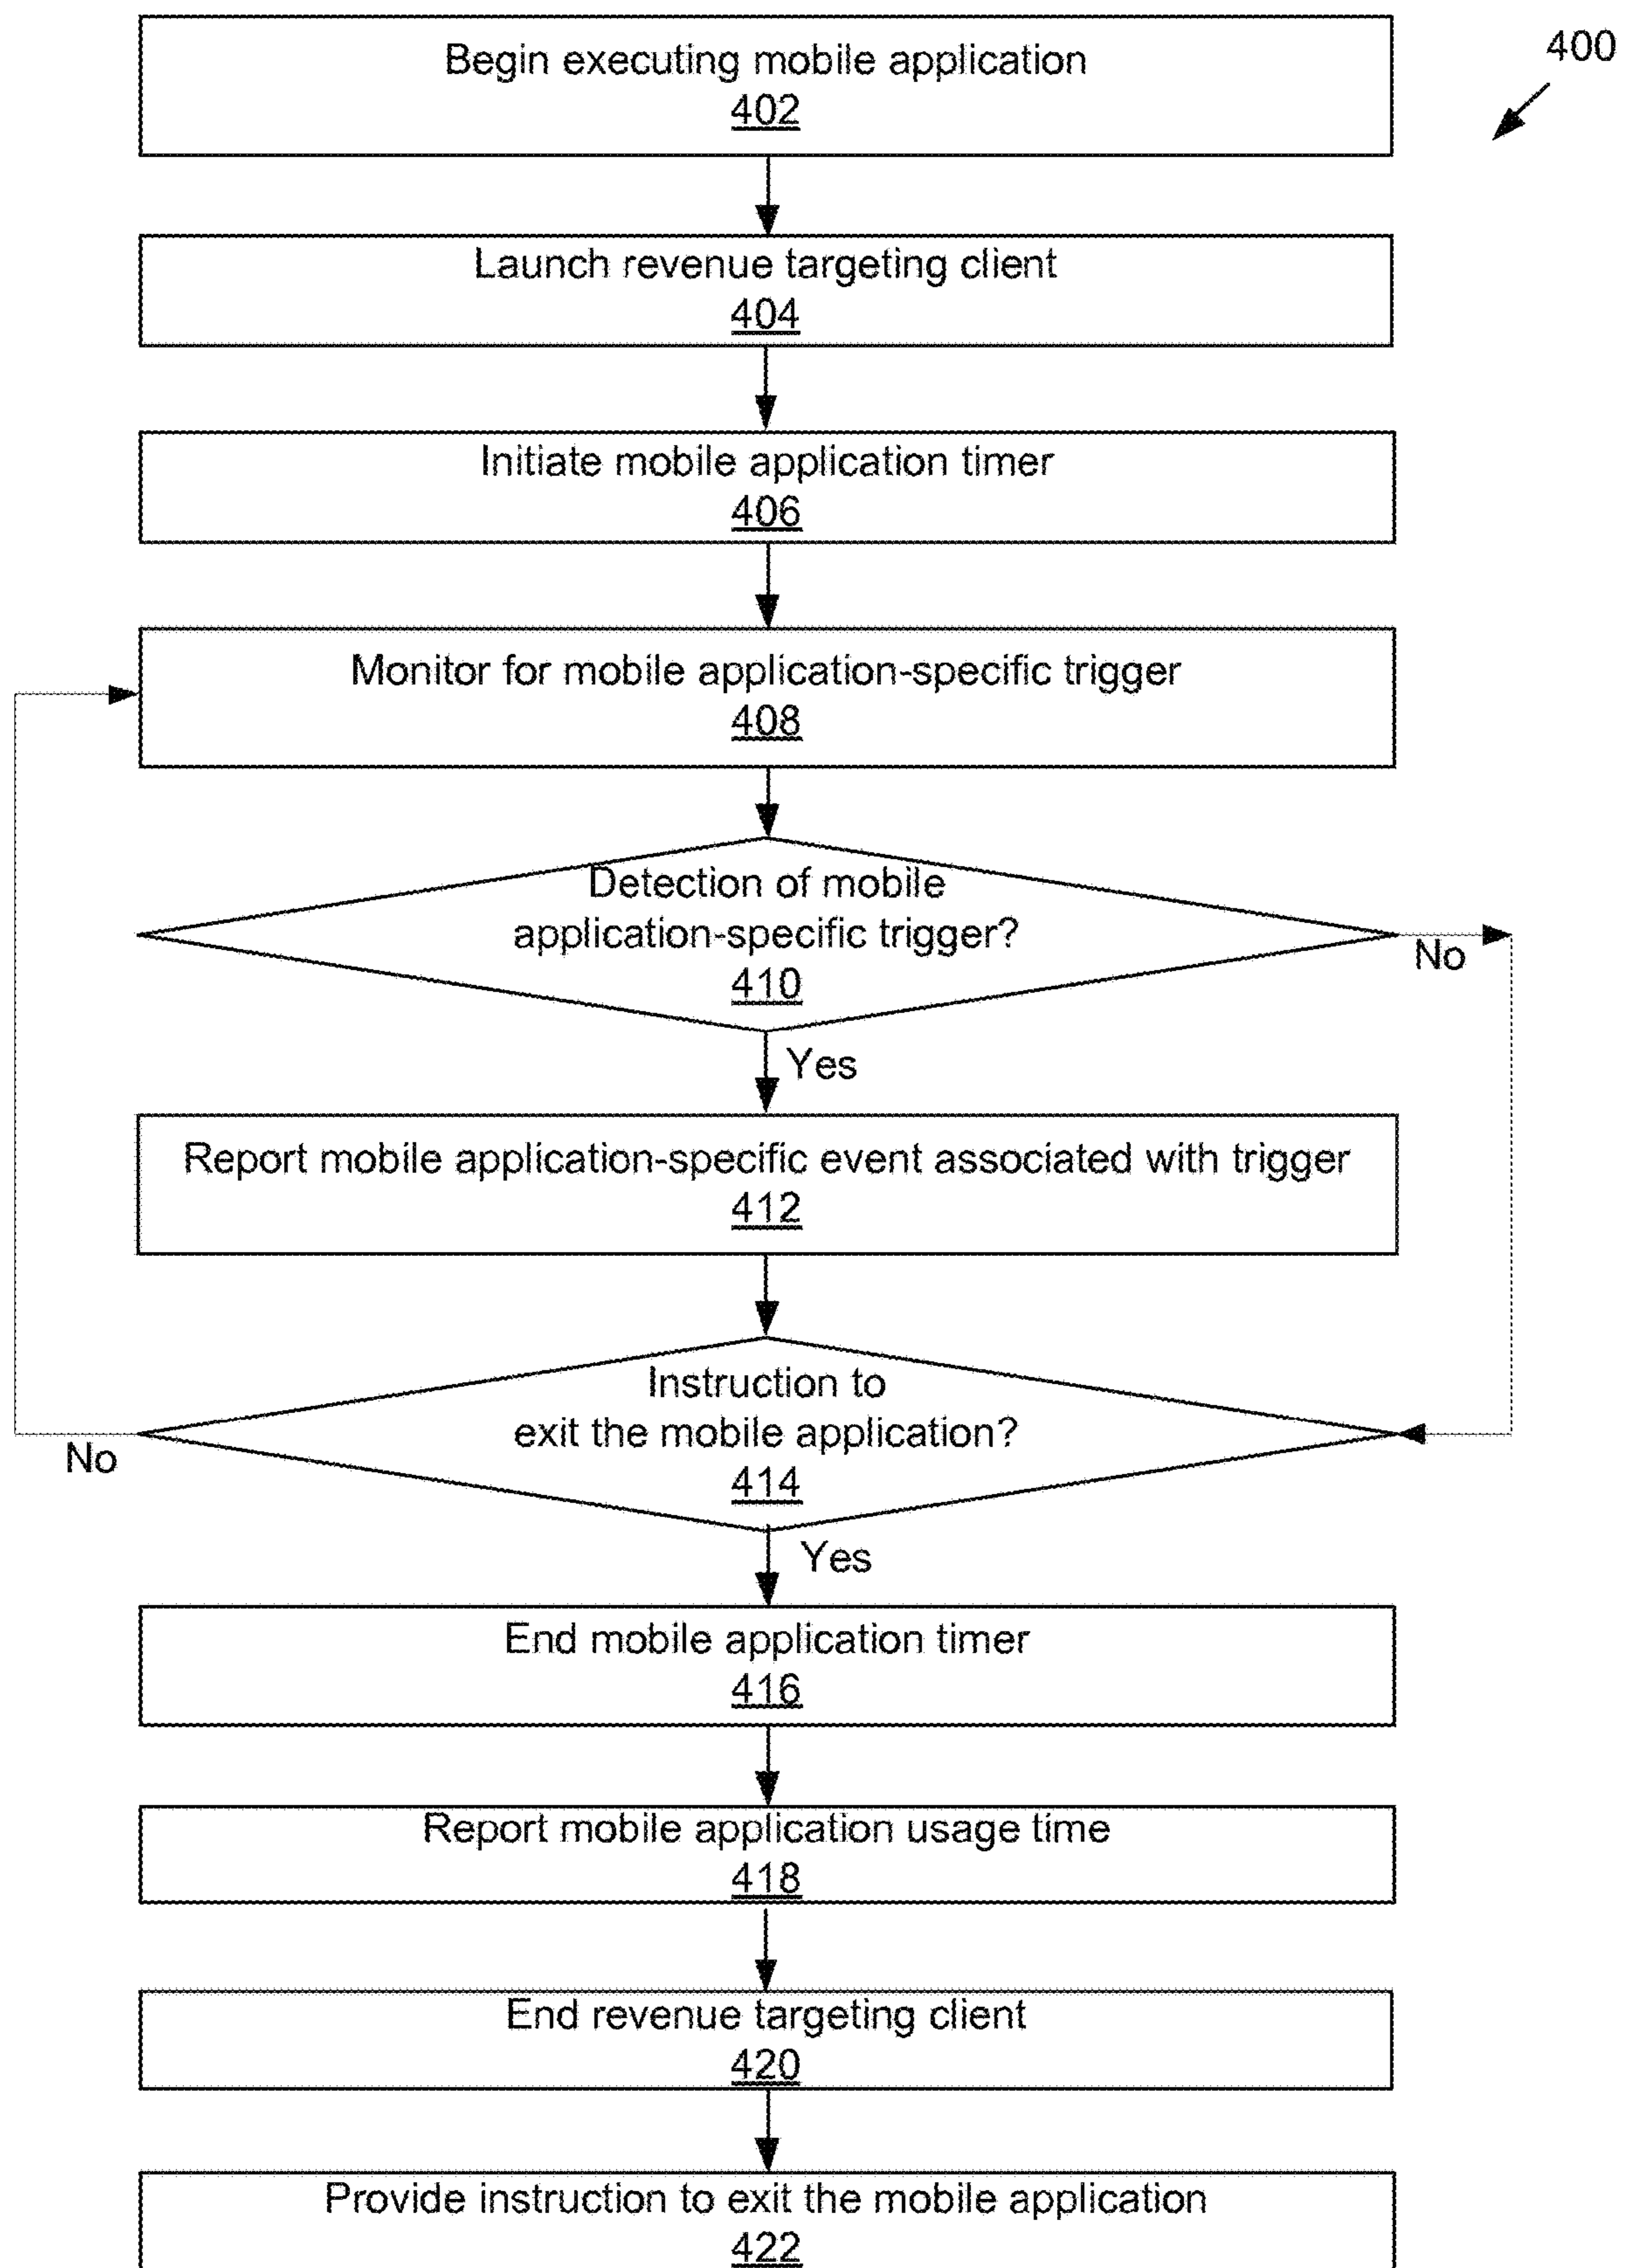 400
Begin executing mobile application
402
Launch revenue targeting client
404
Initiate mobile application timer
406
Monitor for mobile application-specific trigger
408
Detection of mobile
application-specific trigger?
410
No
Yes
Report mobile application-specific event associated with trigger
412
Instruction to
exit the mobile application?
414
No
Yes
End mobile application timer
416
Report mobile application usage time
418
End revenue targeting client
420
Provide instruction to exit the mobile application
422